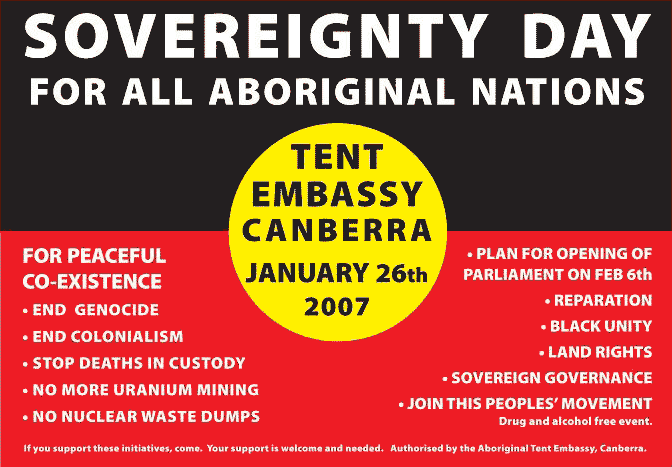 SOVEREIGNTY DAY
FOR ALL ABORIGINAL NATIONS
TENT
EMBASSY
CANBERRA
JANUARY 26th
2007
FOR PEACEFUL
CO-EXISTENCE
• END GENOCIDE
• END COLONIALISM
• STOP DEATHS IN CUSTODY
• NO MORE URANIUM MINING
• NO NUCLEAR WASTE DUMPS
• PLAN FOR OPENING OF
PARLIAMENT ON FEB 6th
• REPARATION
• BLACK UNITY
• LAND RIGHTS
• SOVEREIGN GOVERNANCE
• JOIN THIS PEOPLES' MOVEMENT
Drug and alcohol free event.
If you support these initiatives, come. Your support is welcome and needed. Authorised by the Aboriginal Tent Embassy, Canberra.